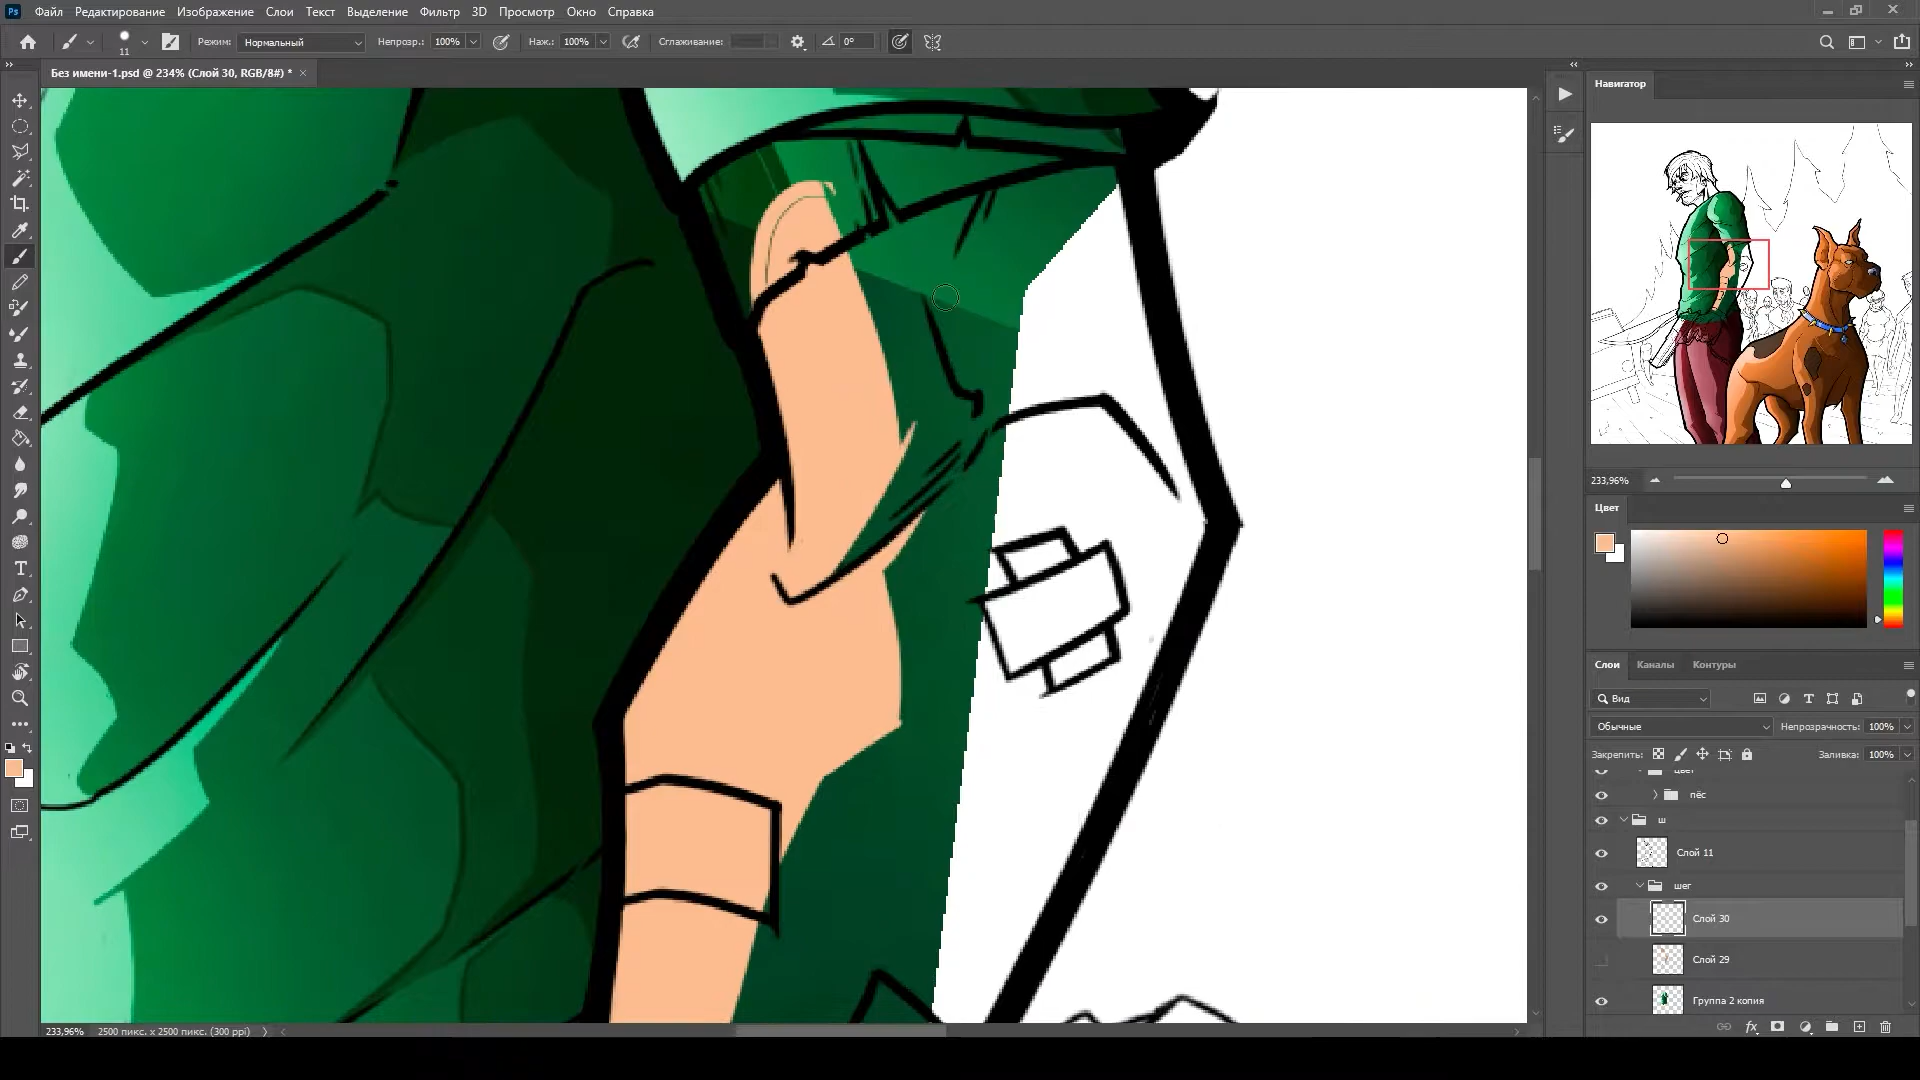 Ps Файл Редактирование Изображение Слои Текст Выделение Фильтр 3D Просмотр Окно Справка
11 Режим: Нормальный Непрозр.: 100% Наж.: 100% Сглаживание: 0°
Без имени-1.psd @ 234% (Слой 30, RGB/8#) * ×
Навигатор
233,96%
Цвет
Слои Каналы Контуры
Вид
Обычные Непрозрачность: 100%
Закрепить: Заливка: 100%
цвет
пёс
ш
Слой 11
шег
Слой 30
Слой 29
Группа 2 копия
fx
233,96% 2500 пикс. x 2500 пикс. (300 ppi)